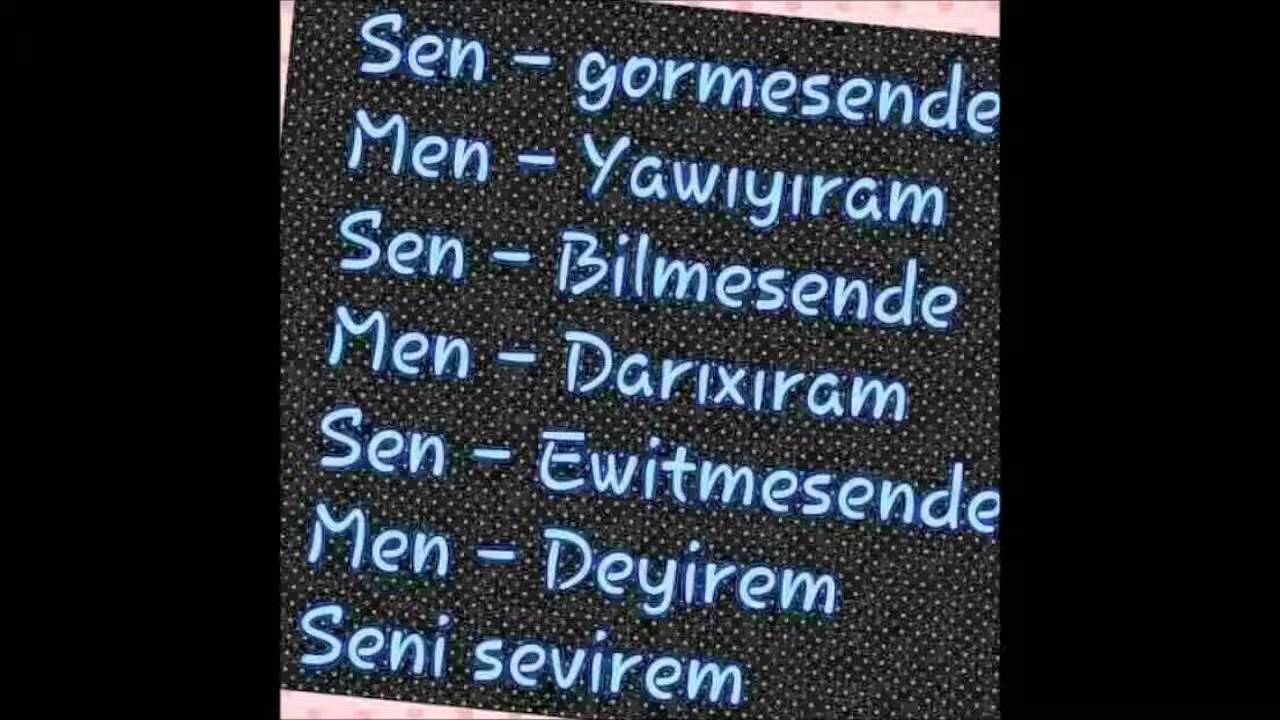 Sen - gormesende
Men - Yawıyıram
Sen - Bilmesende
Men - Darıxıram
Sen - Ewitmesende
Men - Deyirem
Seni sevirem